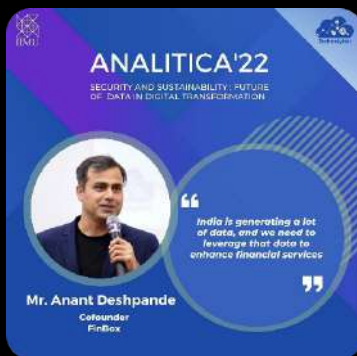 IIMU
ANALITICA'22
SECURITY AND SUSTAINABILITY: FUTURE
OF DATA IN DIGITAL TRANSFORMATION
“
India is generating a lot
of data, and we need to
leverage that data to
enhance financial services
”
Mr. Anant Deshpande
Cofounder
FinBox